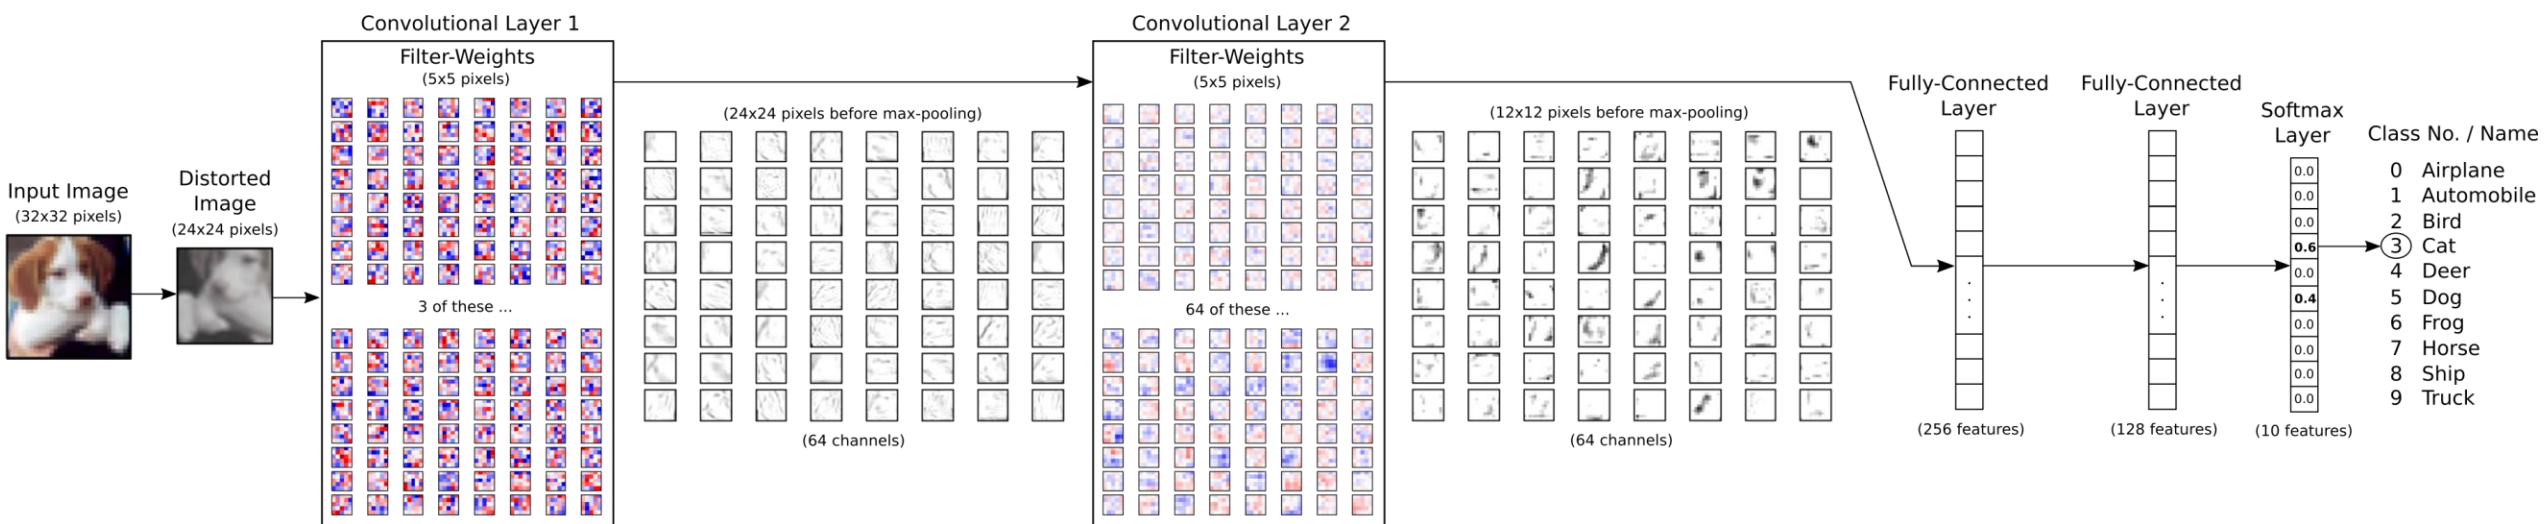 Input Image
(32x32 pixels)
Distorted
Image
(24x24 pixels)
Convolutional Layer 1
Filter-Weights
(5x5 pixels)
3 of these ...
(24x24 pixels before max-pooling)
(64 channels)
Convolutional Layer 2
Filter-Weights
(5x5 pixels)
64 of these ...
(12x12 pixels before max-pooling)
(64 channels)
Fully-Connected
Layer
(256 features)
Fully-Connected
Layer
(128 features)
Softmax
Layer
0.0
0.0
0.0
0.6
0.0
0.4
0.0
0.0
0.0
0.0
(10 features)
Class No. / Name
0 Airplane
1 Automobile
2 Bird
3 Cat
4 Deer
5 Dog
6 Frog
7 Horse
8 Ship
9 Truck